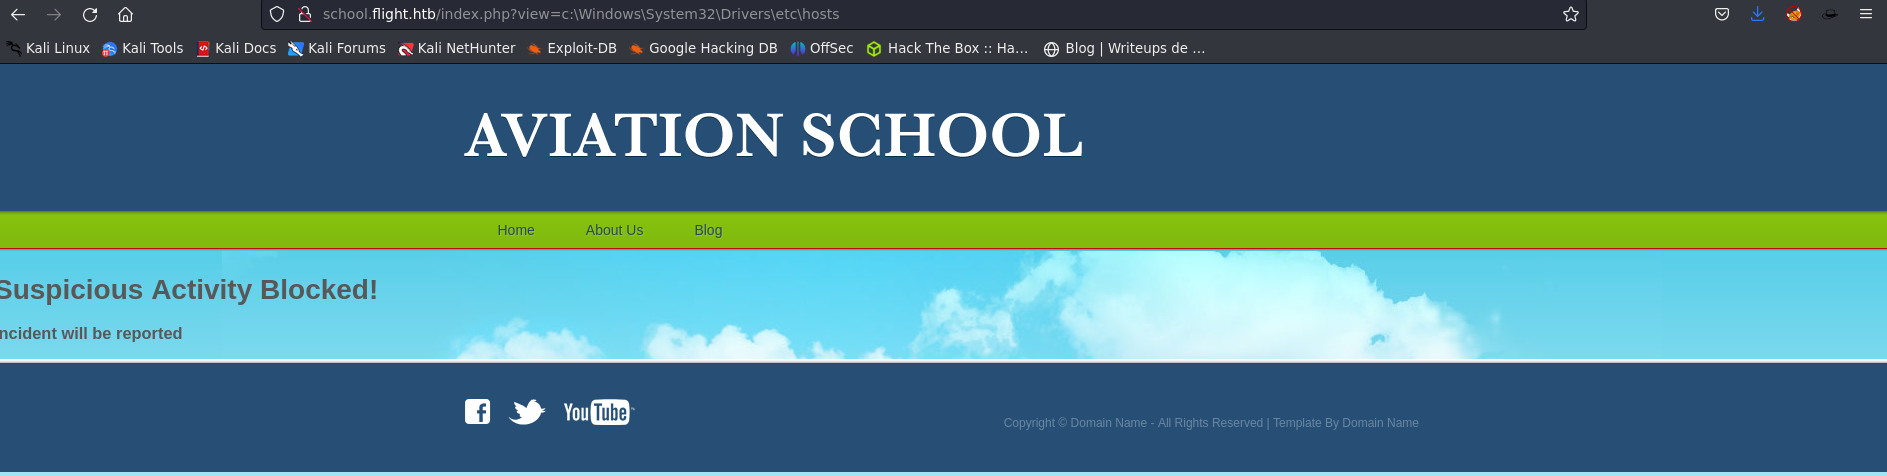 school.flight.htb/index.php?view=c:\Windows\System32\Drivers\etc\hosts
Kali Linux Kali Tools Kali Docs Kali Forums Kali NetHunter Exploit-DB Google Hacking DB OffSec Hack The Box :: Ha… Blog | Writeups de …
AVIATION SCHOOL
Home About Us Blog
Suspicious Activity Blocked!
ncident will be reported
YouTube
Copyright © Domain Name - All Rights Reserved | Template By Domain Name